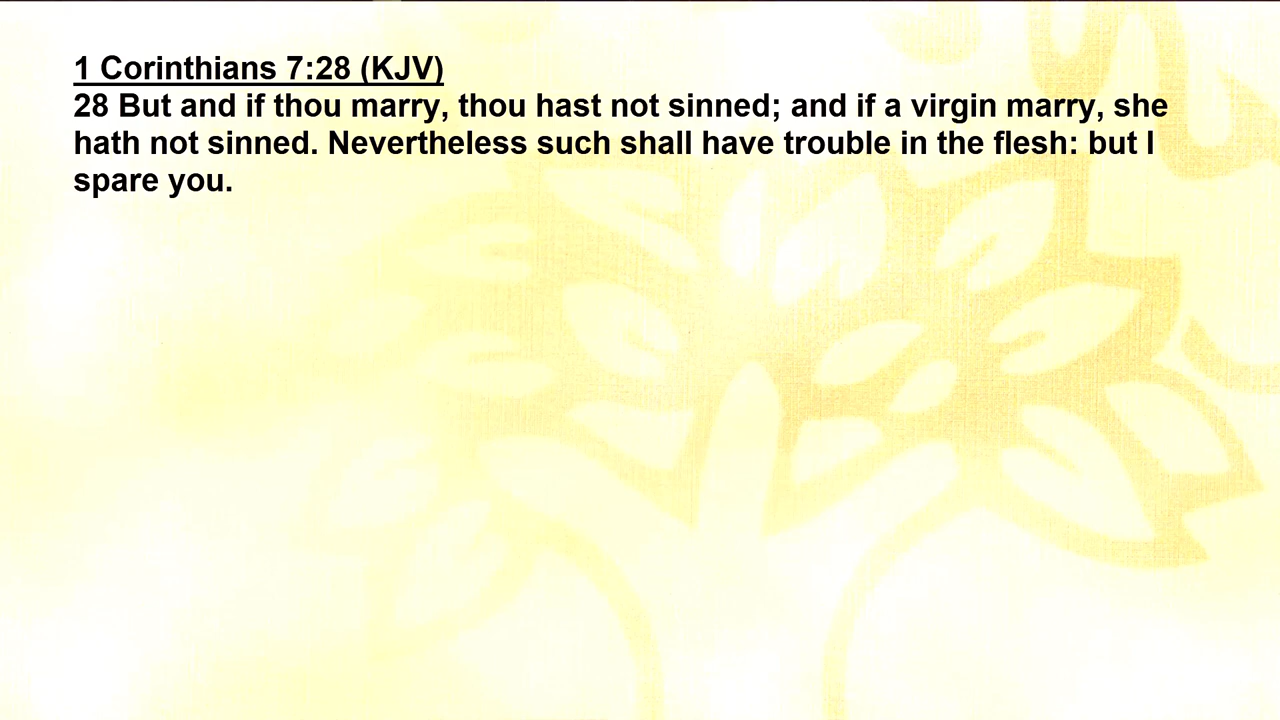 1 Corinthians 7:28 (KJV)
28 But and if thou marry, thou hast not sinned; and if a virgin marry, she
hath not sinned. Nevertheless such shall have trouble in the flesh: but I
spare you.